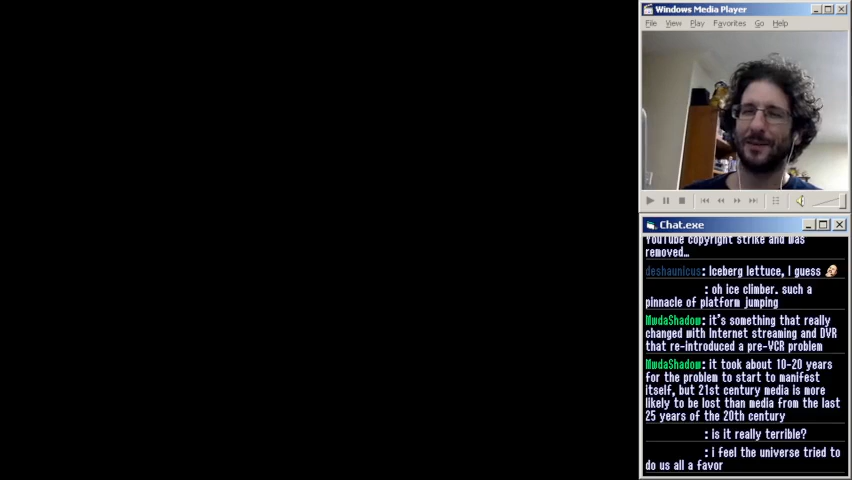 Windows Media Player
File View Play Favorites Go Help
Chat.exe
YouTube copyright strike and was
removed…
deshaunicus: Iceberg lettuce, I guess
: oh ice climber. such a
pinnacle of platform jumping
MwdaShadow: it's something that really
changed with Internet streaming and DVR
that re-introduced a pre-VCR problem
MwdaShadow: it took about 10-20 years
for the problem to start to manifest
itself, but 21st century media is more
likely to be lost than media from the last
25 years of the 20th century
: is it really terrible?
: i feel the universe tried to
do us all a favor